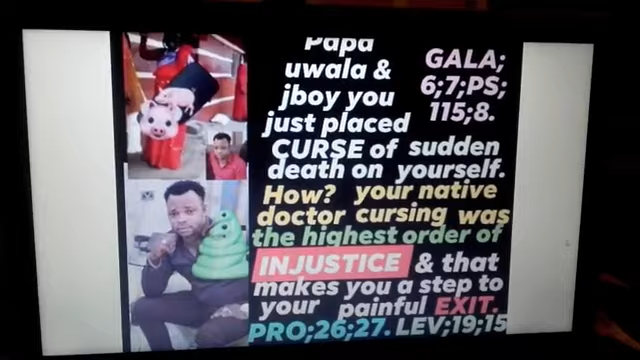 Papa
uwala &
jboy you
just placed
GALA;
6;7;PS;
115;8.
CURSE of sudden
death on yourself.
How? your native
doctor cursing was
the highest order of
INJUSTICE & that
makes you a step to
your painful EXIT.
PRO;26;27. LEV;19;15